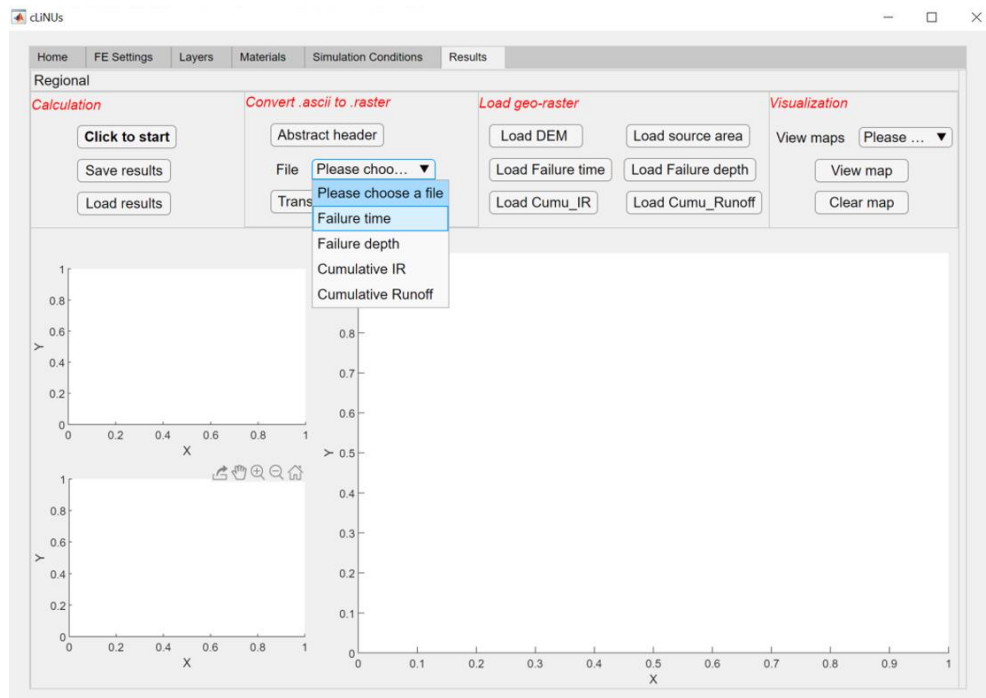 cLiNUs
Home FE Settings Layers Materials Simulation Conditions Results
Regional
Calculation
Click to start
Save results
Load results
Convert .ascii to .raster
Abstract header
File Please choo...
Trans
Please choose a file
Failure time
Failure depth
Cumulative IR
Cumulative Runoff
Load geo-raster
Load DEM Load source area
Load Failure time Load Failure depth
Load Cumu_IR Load Cumu_Runoff
Visualization
View maps Please ...
View map
Clear map
1
0.8
0.6
0.4
0.2
0
Y
0 0.2 0.4 0.6 0.8 1
X
1
0.8
0.6
0.4
0.2
0
Y
0 0.2 0.4 0.6 0.8 1
X
0.8
0.7
0.6
0.5
0.4
0.3
0.2
0.1
0
Y
0 0.1 0.2 0.3 0.4 0.5 0.6 0.7 0.8 0.9 1
X